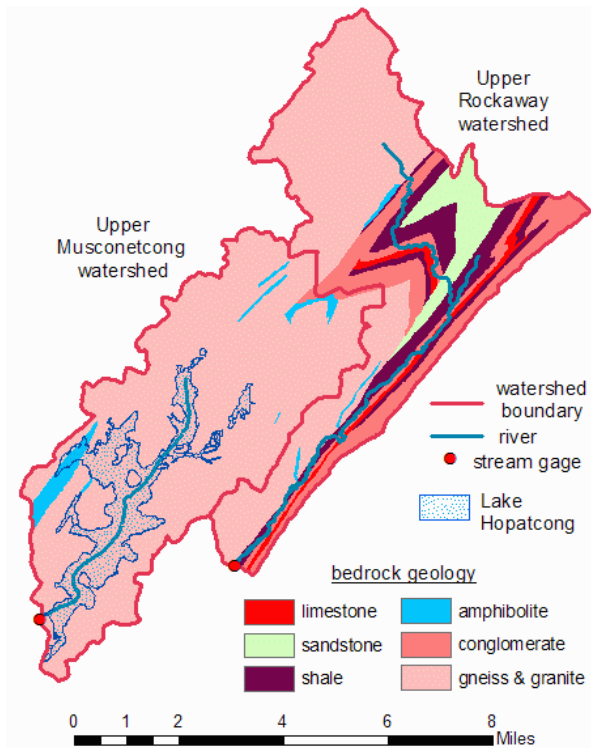 Upper
Rockaway
watershed
Upper
Musconetcong
watershed
watershed
boundary
river
stream gage
Lake
Hopatcong
bedrock geology
limestone
amphibolite
sandstone
conglomerate
shale
gneiss & granite
0 1 2 4 6 8
Miles